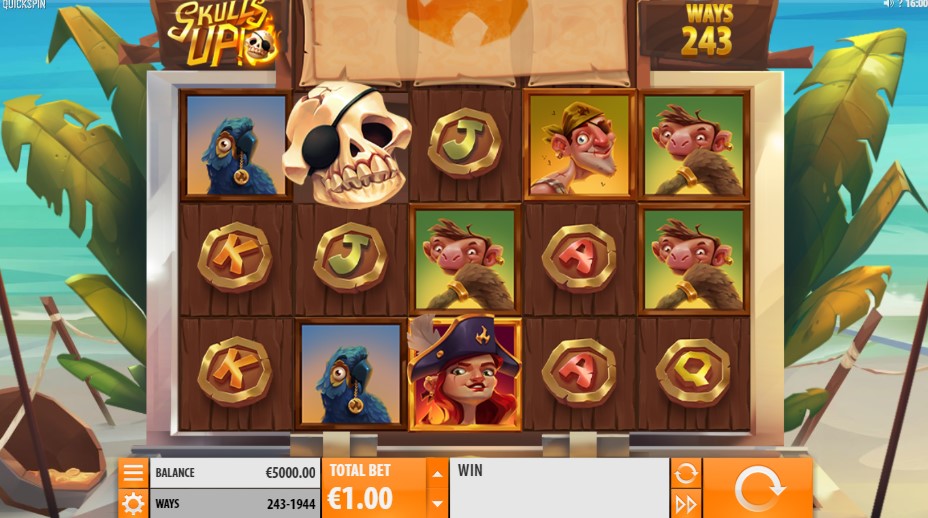 QUICKSPIN
? 16:00
SKULLS
UP!
WAYS
243
J
K
J
A
K
A
Q
BALANCE €5000.00
WAYS 243-1944
TOTAL BET
€1.00
WIN